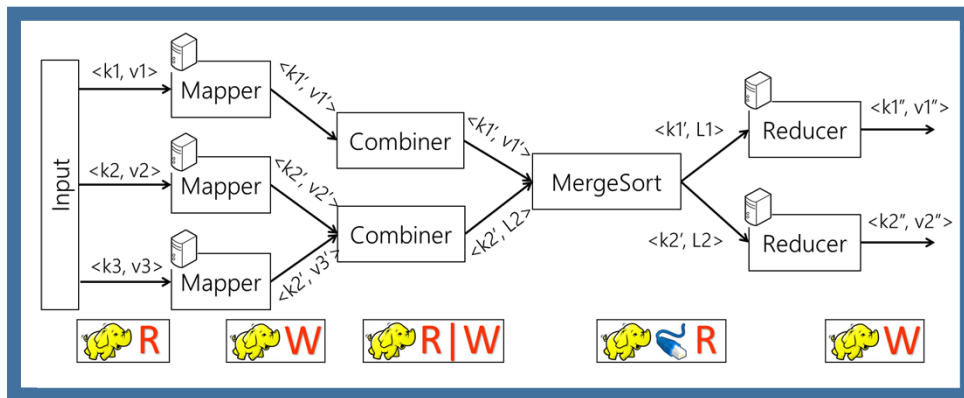 Input
<k1, v1>
Mapper
<k1′, v1′>
Combiner
<k1′, v1′>
<k2, v2>
Mapper
<k2′, v2′>
Combiner
<k2′, L2>
<k3, v3>
Mapper
<k2′, v3′>
MergeSort
<k1′, L1>
Reducer
<k1″, v1″>
<k2′, L2>
Reducer
<k2″, v2″>
R
W
R|W
R
W